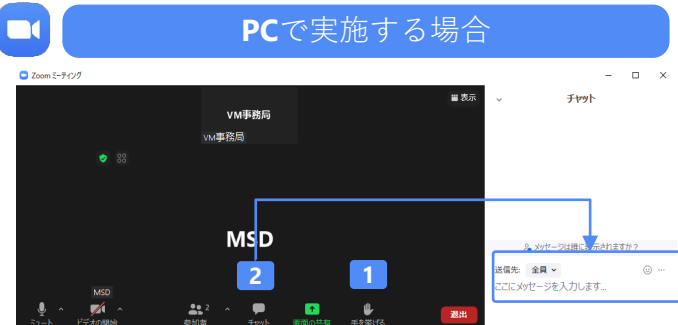 PCで実施する場合
Zoom ミーティング
表示
チャット
VM事務局
VM事務局
MSD
メッセージは誰に表示されますか？
2
1
送信先: 全員
ここにメッセージを入力します...
MSD
2
ミュート
ビデオの開始
参加者
チャット
画面の共有
手を挙げる
退出